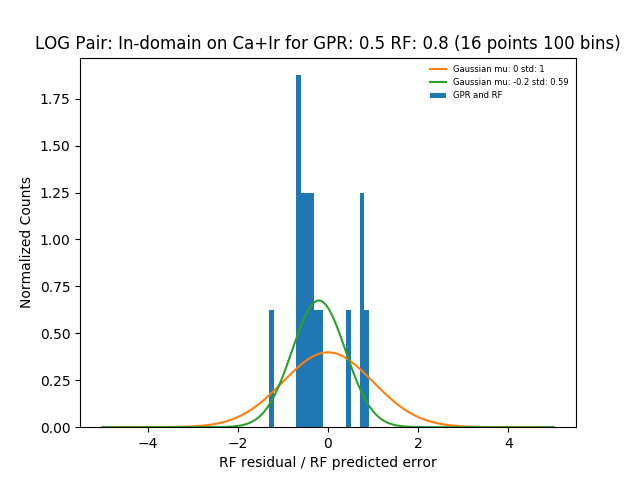 LOG Pair: In-domain on Ca+Ir for GPR: 0.5 RF: 0.8 (16 points 100 bins)
Gaussian mu: 0 std: 1
Gaussian mu: -0.2 std: 0.59
GPR and RF
1.75
1.50
1.25
1.00
0.75
0.50
0.25
0.00
Normalized Counts
−4
−2
0
2
4
RF residual / RF predicted error